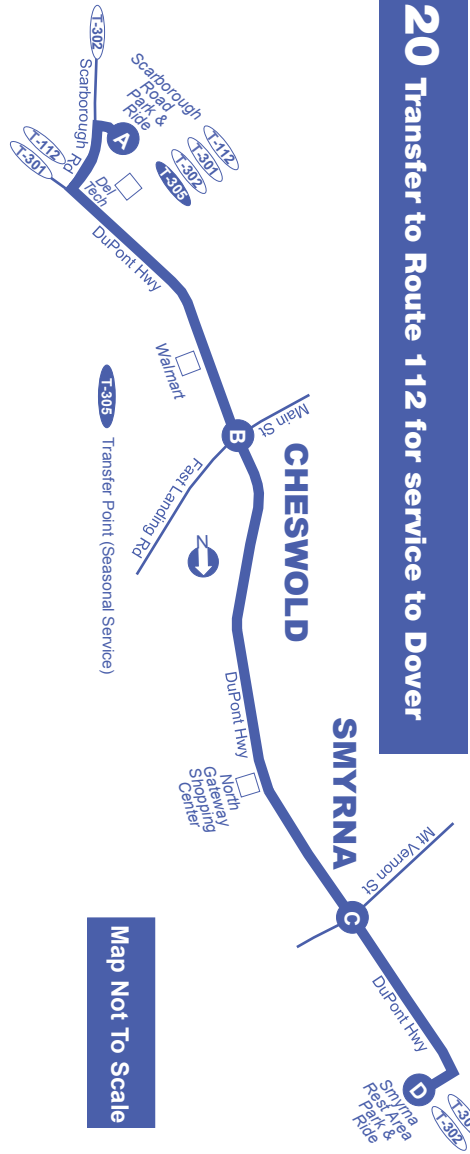 20 Transfer to Route 112 for service to Dover
T-302
Scarborough Rd
Scarborough
Road
Park &
Ride
A
T-112
T-301
T-302
T-305
T-112
T-301
Del
Tech
DuPont Hwy
Walmart
Main St
B
Fast Landing Rd
CHESWOLD
N
T-305 Transfer Point (Seasonal Service)
DuPont Hwy
SMYRNA
North
Gateway
Shopping
Center
Mt Vernon St
C
DuPont Hwy
D
Smyrna
Rest Area
Park &
Ride
T-302
Map Not To Scale